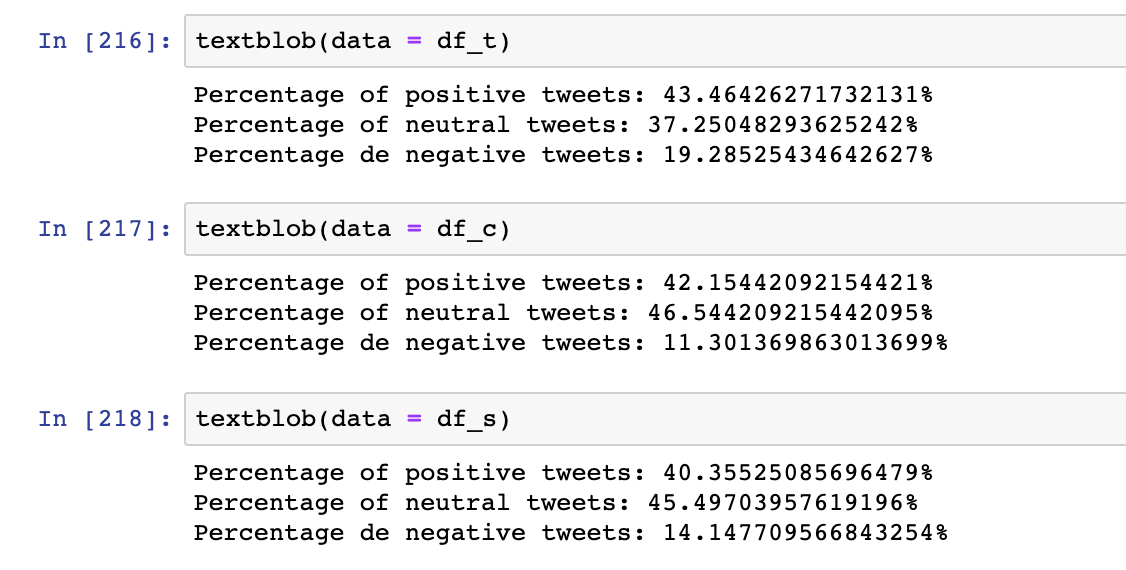 In [216]: textblob(data = df_t)
Percentage of positive tweets: 43.46426271732131%
Percentage of neutral tweets: 37.25048293625242%
Percentage de negative tweets: 19.28525434642627%
In [217]: textblob(data = df_c)
Percentage of positive tweets: 42.15442092154421%
Percentage of neutral tweets: 46.544209215442095%
Percentage de negative tweets: 11.301369863013699%
In [218]: textblob(data = df_s)
Percentage of positive tweets: 40.35525085696479%
Percentage of neutral tweets: 45.49703957619196%
Percentage de negative tweets: 14.147709566843254%